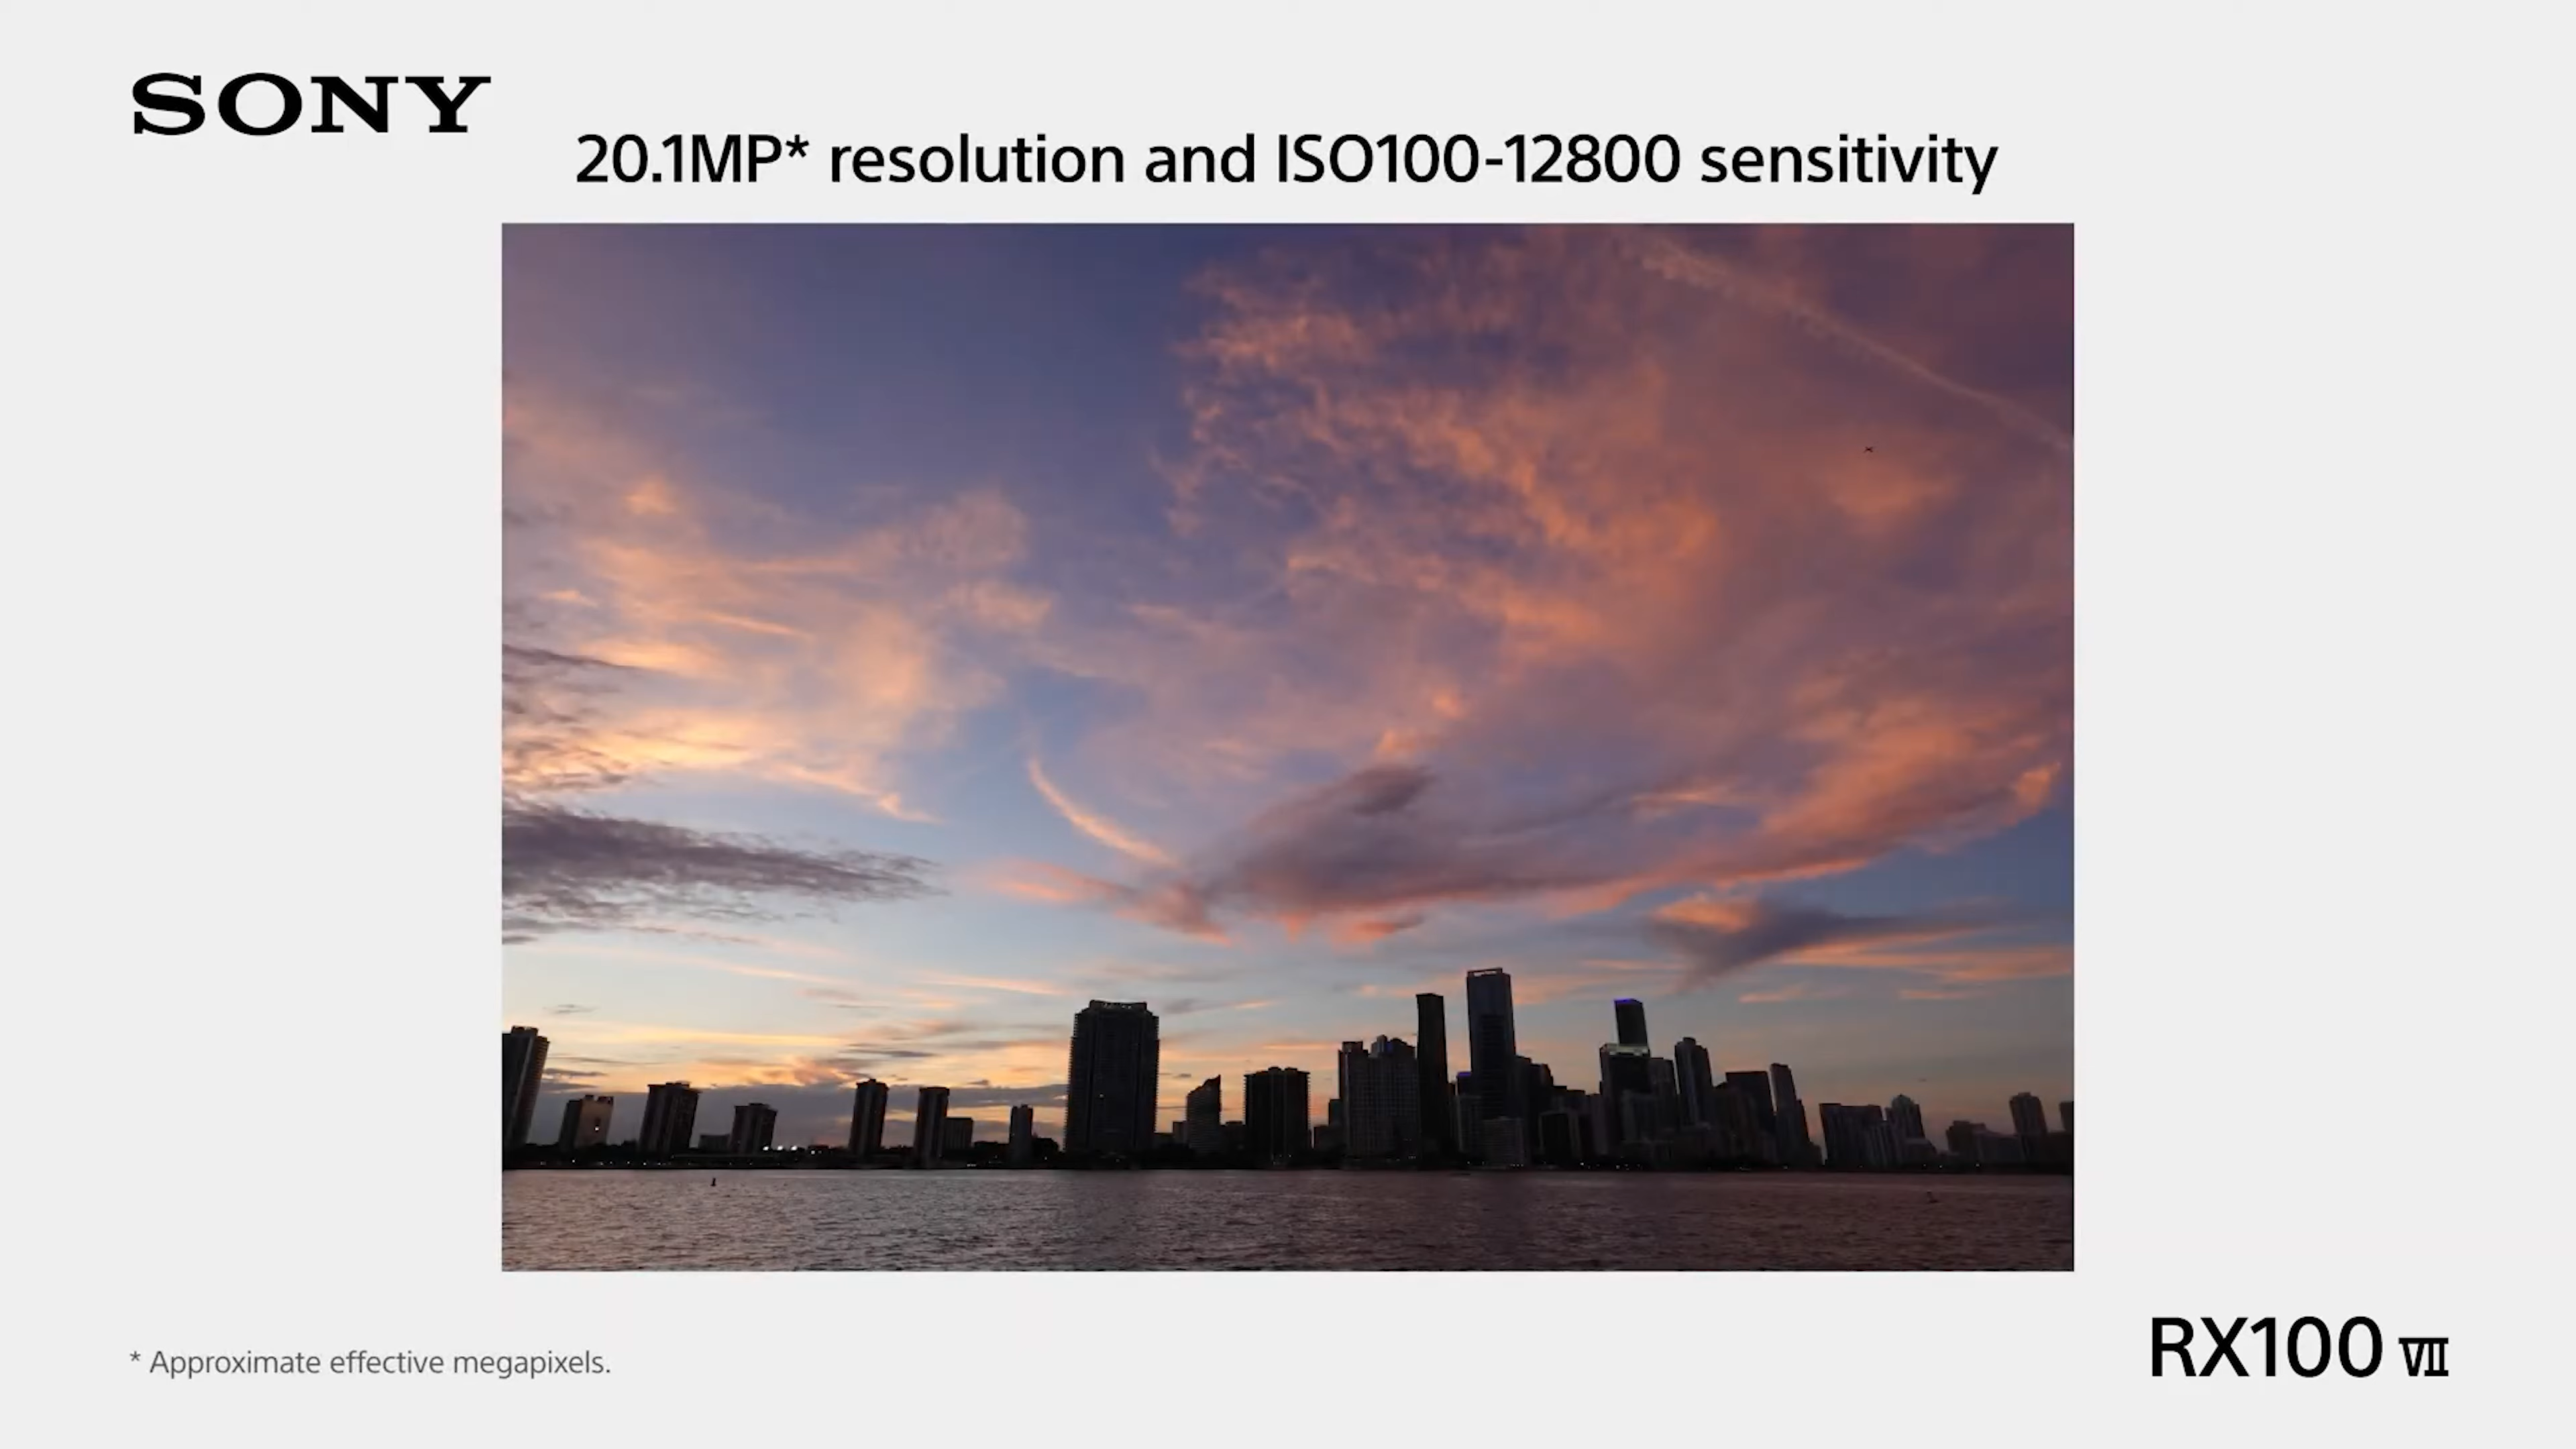 SONY
20.1MP* resolution and ISO100-12800 sensitivity
* Approximate effective megapixels.
RX100 VII